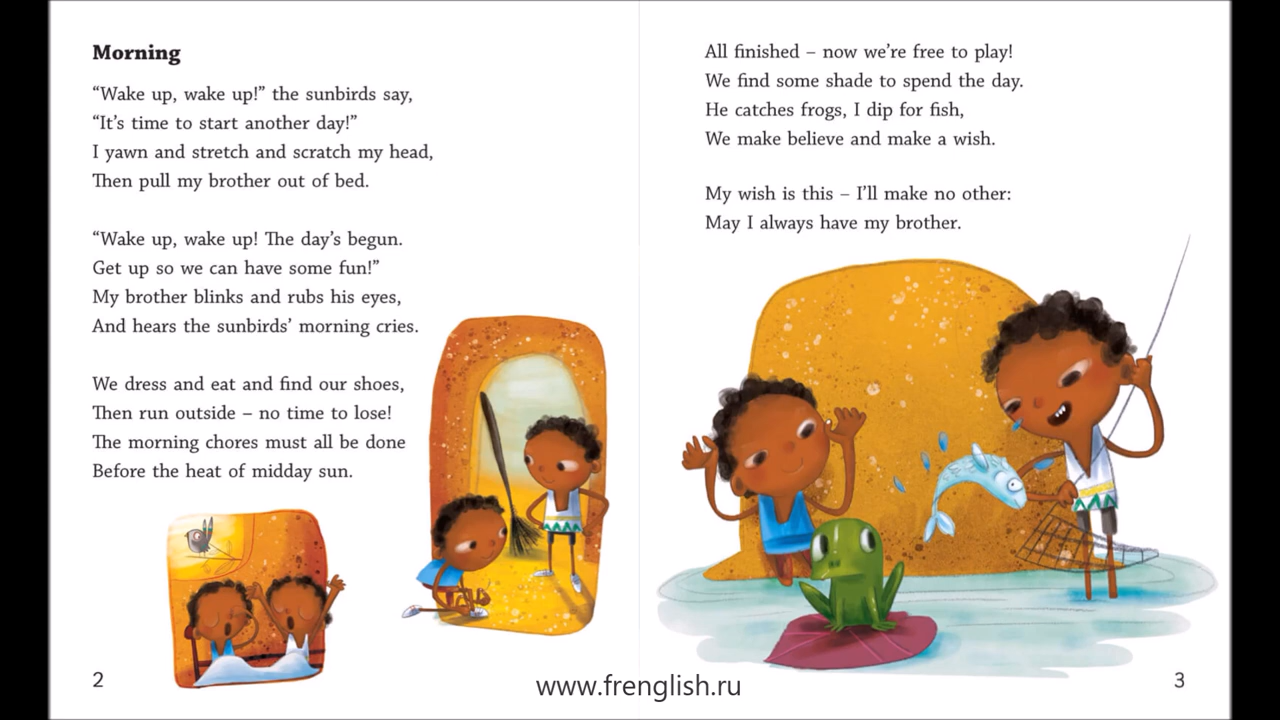 Morning
“Wake up, wake up!” the sunbirds say,
“It’s time to start another day!”
I yawn and stretch and scratch my head,
Then pull my brother out of bed.
“Wake up, wake up! The day’s begun.
Get up so we can have some fun!”
My brother blinks and rubs his eyes,
And hears the sunbirds’ morning cries.
We dress and eat and find our shoes,
Then run outside – no time to lose!
The morning chores must all be done
Before the heat of midday sun.
2
All finished – now we’re free to play!
We find some shade to spend the day.
He catches frogs, I dip for fish,
We make believe and make a wish.
My wish is this – I’ll make no other:
May I always have my brother.
3
www.frenglish.ru